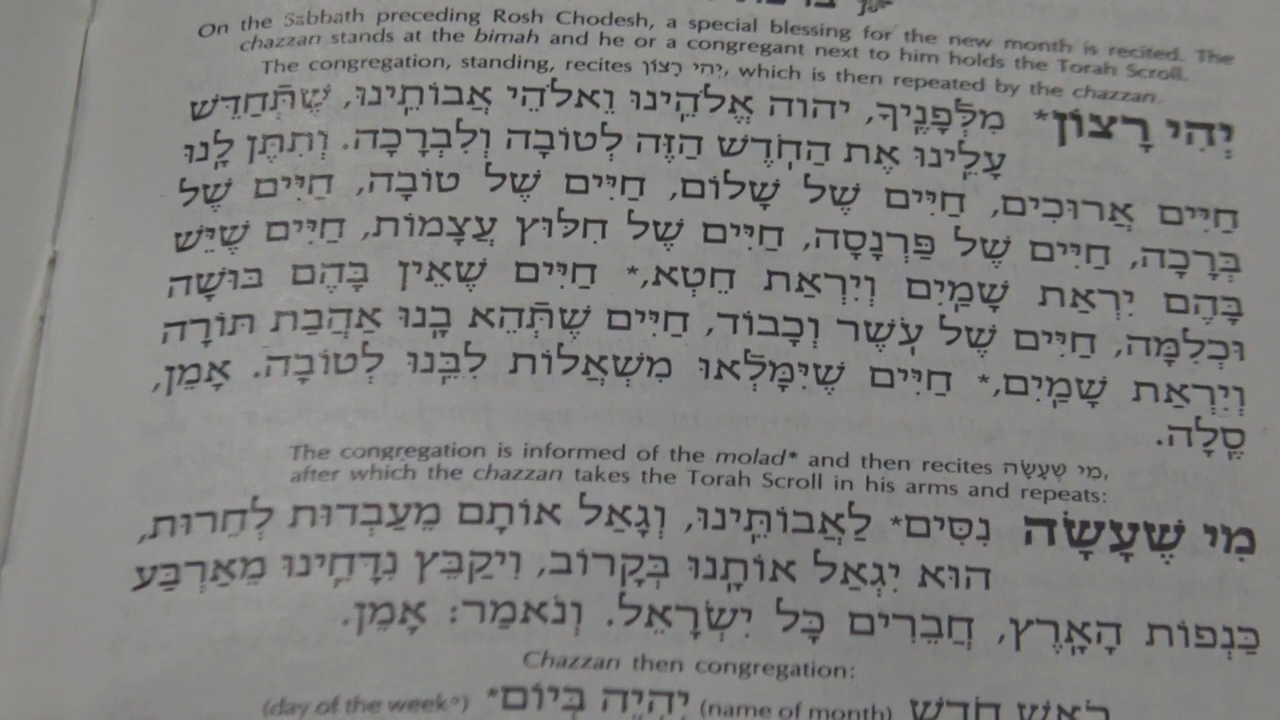 On the Sabbath preceding Rosh Chodesh, a special blessing for the new month is recited. The
chazzan stands at the bimah and he or a congregant next to him holds the Torah Scroll.
The congregation, standing, recites יְהִי רָצוֹן, which is then repeated by the chazzan.
יְהִי רָצוֹן* מִלְּפָנֶֽיךָ, יהוה אֱלֹהֵֽינוּ וֵאלֹהֵי אֲבוֹתֵֽינוּ, שֶׁתְּחַדֵּשׁ
עָלֵֽינוּ אֶת הַחֹֽדֶשׁ הַזֶּה לְטוֹבָה וְלִבְרָכָה. וְתִתֶּן לָֽנוּ
חַיִּים אֲרוּכִים, חַיִּים שֶׁל שָׁלוֹם, חַיִּים שֶׁל טוֹבָה, חַיִּים שֶׁל
בְּרָכָה, חַיִּים שֶׁל פַּרְנָסָה, חַיִּים שֶׁל חִלּוּץ עֲצָמוֹת, חַיִּים שֶׁיֵּשׁ
בָּהֶם יִרְאַת שָׁמַֽיִם וְיִרְאַת חֵטְא,* חַיִּים שֶׁאֵין בָּהֶם בּוּשָׁה
וּכְלִמָּה, חַיִּים שֶׁל עֹֽשֶׁר וְכָבוֹד, חַיִּים שֶׁתְּהֵא בָֽנוּ אַהֲבַת תּוֹרָה
וְיִרְאַת שָׁמַֽיִם,* חַיִּים שֶׁיִּמָּלְאוּ מִשְׁאֲלוֹת לִבֵּֽנוּ לְטוֹבָה. אָמֵן,
סֶֽלָה.
The congregation is informed of the molad* and then recites מִי שֶׁעָשָׂה,
after which the chazzan takes the Torah Scroll in his arms and repeats:
מִי שֶׁעָשָׂה נִסִּים* לַאֲבוֹתֵֽינוּ, וְגָאַל אוֹתָם מֵעַבְדוּת לְחֵרוּת,
הוּא יִגְאַל אוֹתָֽנוּ בְּקָרוֹב, וִיקַבֵּץ נִדָּחֵֽינוּ מֵאַרְבַּע
כַּנְפוֹת הָאָֽרֶץ, חֲבֵרִים כָּל יִשְׂרָאֵל. וְנֹאמַר: אָמֵן.
Chazzan then congregation:
רֹאשׁ חֹֽדֶשׁ (name of month) יִהְיֶה בְּיוֹם* (day of the week°)